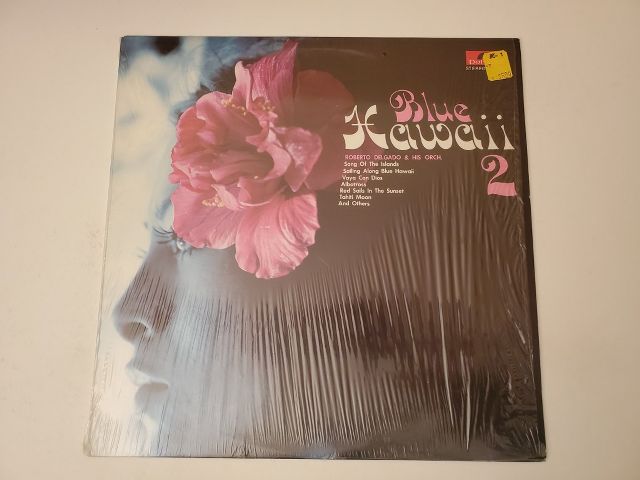 STEREO
Blue
Hawaii
2
ROBERTO DELGADO & HIS ORCH.
Song Of The Islands
Sailing Along Blue Hawaii
Vaya Con Dios
Albatross
Red Sails In The Sunset
Tahiti Moon
And Others